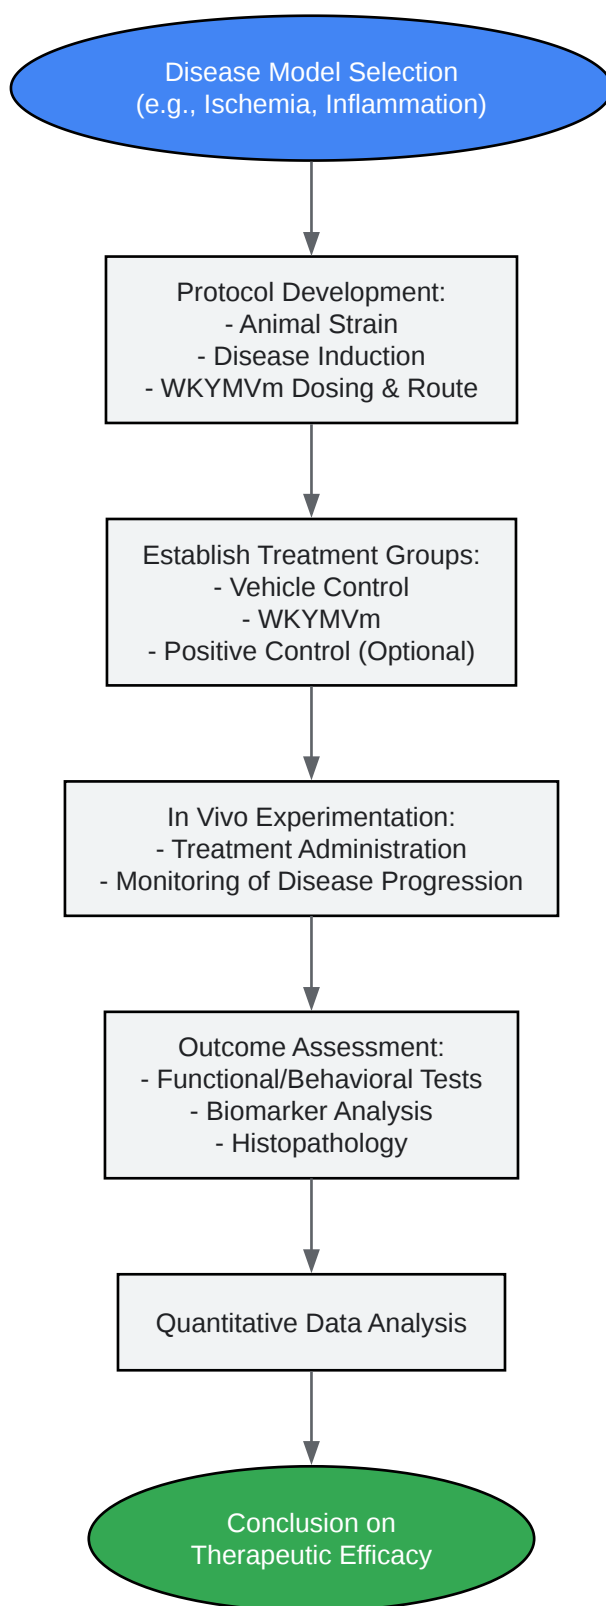 Disease Model Selection
(e.g., Ischemia, Inflammation)
Protocol Development:
- Animal Strain
- Disease Induction
- WKYMVm Dosing & Route
Establish Treatment Groups:
- Vehicle Control
- WKYMVm
- Positive Control (Optional)
In Vivo Experimentation:
- Treatment Administration
- Monitoring of Disease Progression
Outcome Assessment:
- Functional/Behavioral Tests
- Biomarker Analysis
- Histopathology
Quantitative Data Analysis
Conclusion on
Therapeutic Efficacy